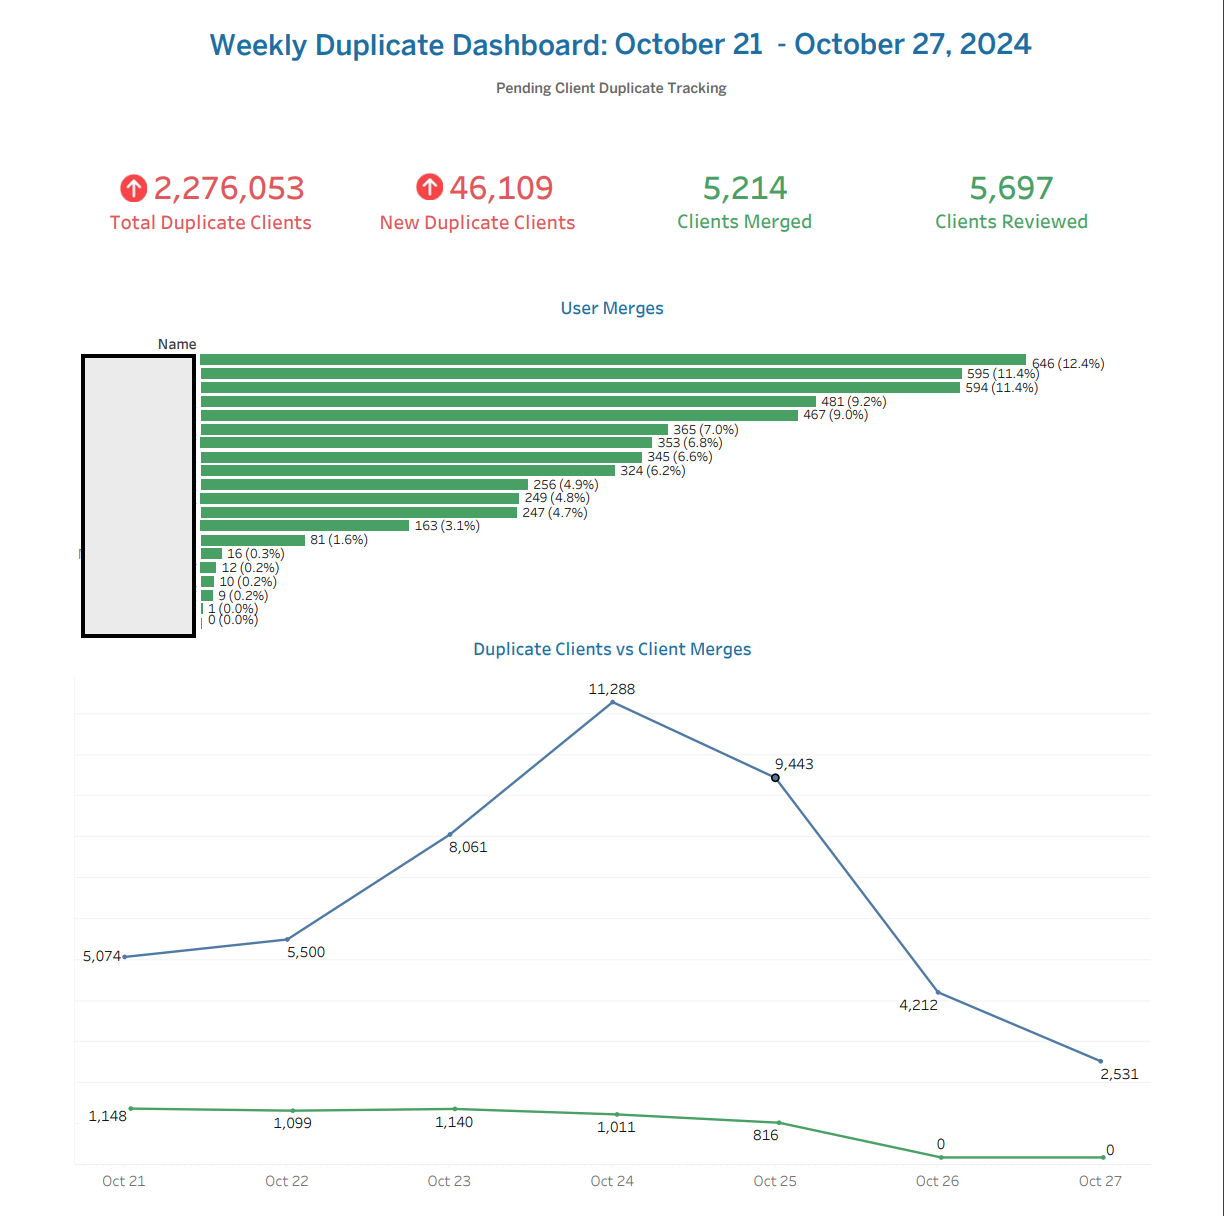 Weekly Duplicate Dashboard: October 21 - October 27, 2024
Pending Client Duplicate Tracking
2,276,053
Total Duplicate Clients
46,109
New Duplicate Clients
5,214
Clients Merged
5,697
Clients Reviewed
User Merges
Name
646 (12.4%)
595 (11.4%)
594 (11.4%)
481 (9.2%)
467 (9.0%)
365 (7.0%)
353 (6.8%)
345 (6.6%)
324 (6.2%)
256 (4.9%)
249 (4.8%)
247 (4.7%)
163 (3.1%)
81 (1.6%)
16 (0.3%)
12 (0.2%)
10 (0.2%)
9 (0.2%)
1 (0.0%)
0 (0.0%)
Duplicate Clients vs Client Merges
11,288
9,443
8,061
5,074
5,500
4,212
2,531
1,148
1,099
1,140
1,011
816
0
0
Oct 21
Oct 22
Oct 23
Oct 24
Oct 25
Oct 26
Oct 27